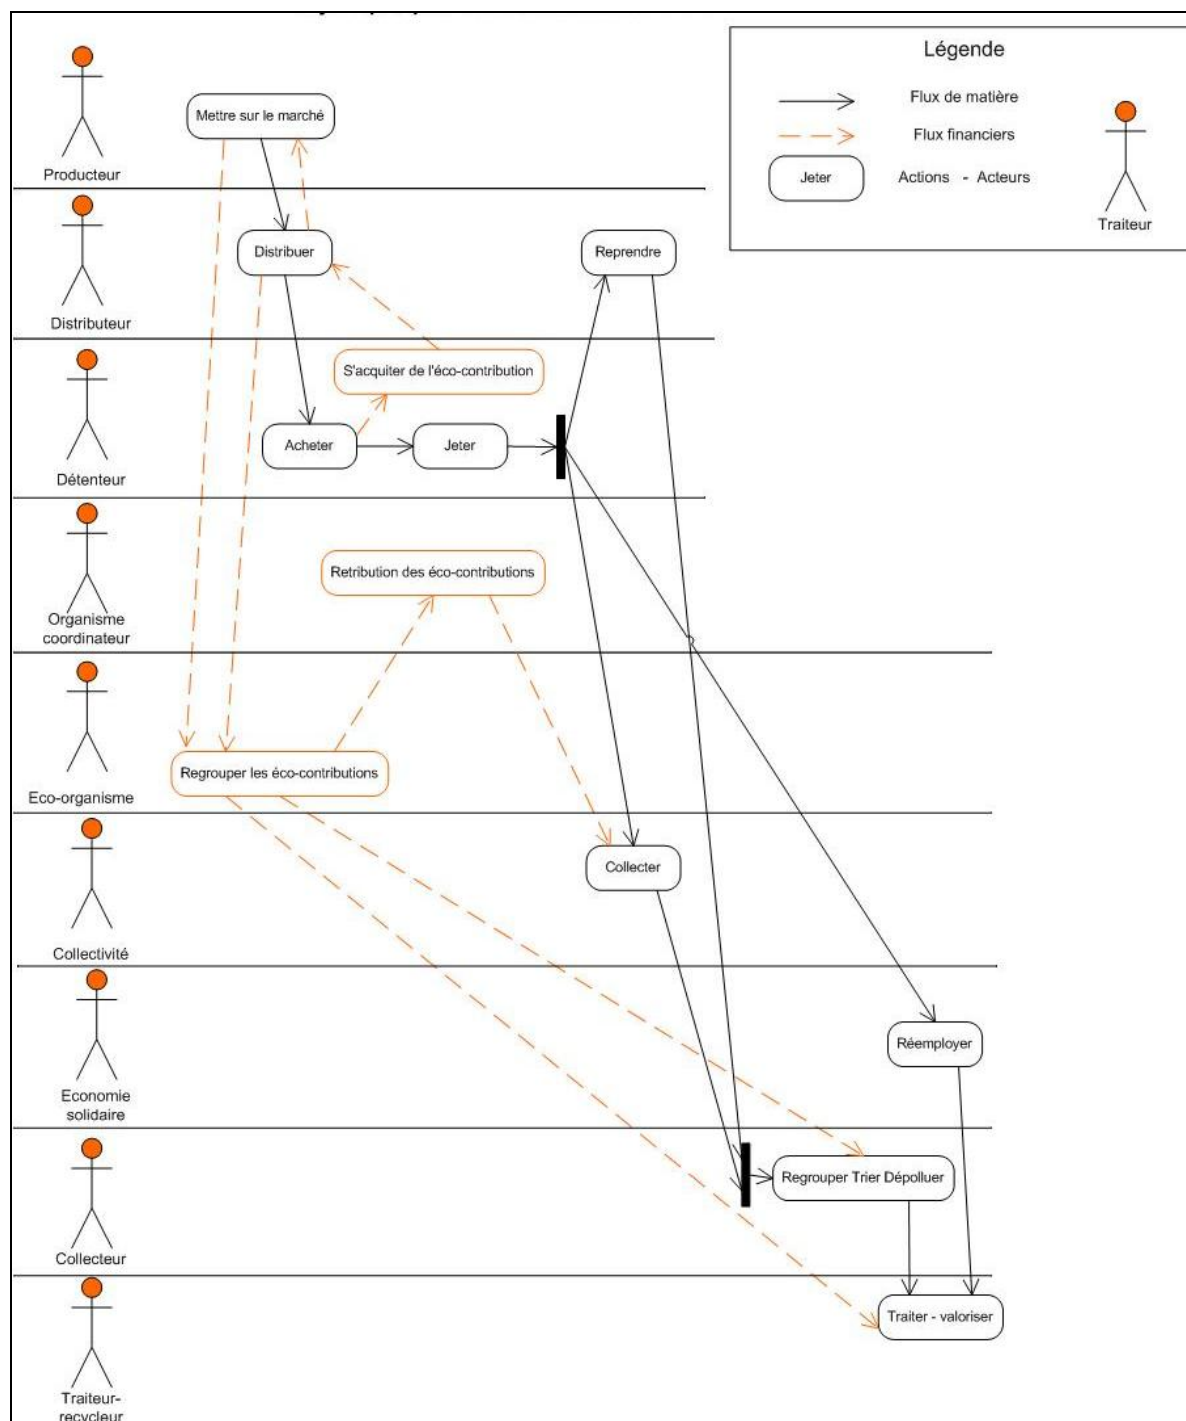 Légende
Flux de matière
Flux financiers
Jeter
Actions - Acteurs
Traiteur
Mettre sur le marché
Producteur
Distribuer
Reprendre
Distributeur
S'acquiter de l'éco-contribution
Acheter
Jeter
Détenteur
Retribution des éco-contributions
Organisme
coordinateur
Regrouper les éco-contributions
Eco-organisme
Collecter
Collectivité
Réemployer
Economie
solidaire
Regrouper Trier Dépolluer
Collecteur
Traiter - valoriser
Traiteur-
recycleur